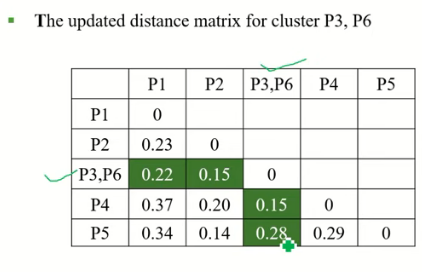 The updated distance matrix for cluster P3, P6
P1 P2 P3,P6 P4 P5
P1 0
P2 0.23 0
P3,P6 0.22 0.15 0
P4 0.37 0.20 0.15 0
P5 0.34 0.14 0.28 0.29 0